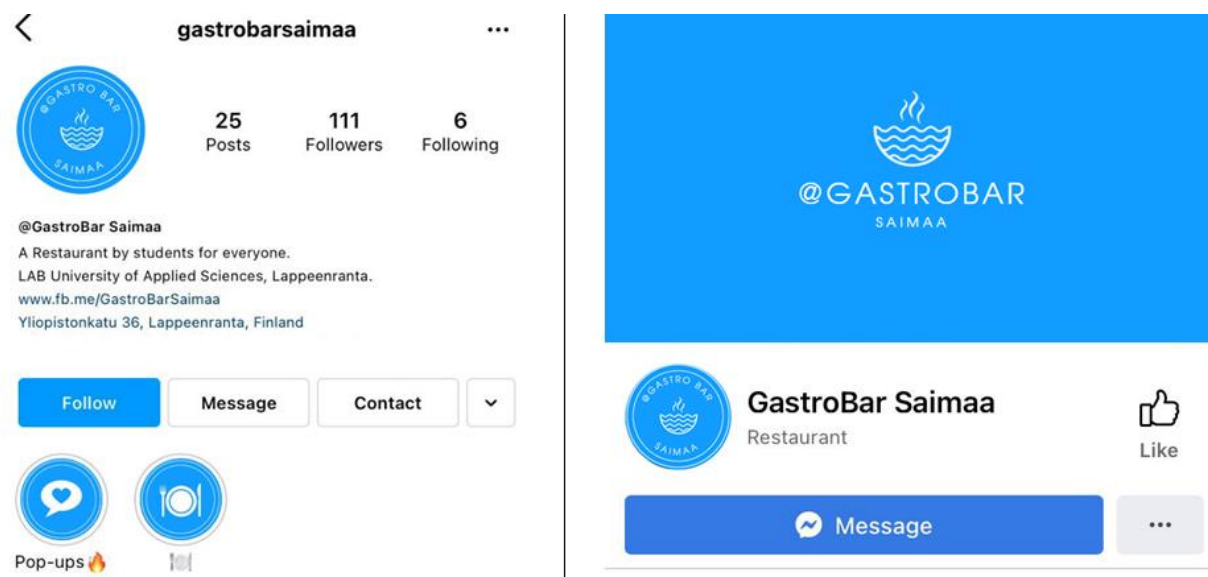 gastrobarsaimaa
@GASTRO BAR
SAIMAA
25 111 6
Posts Followers Following
@GastroBar Saimaa
A Restaurant by students for everyone.
LAB University of Applied Sciences, Lappeenranta.
www.fb.me/GastroBarSaimaa
Yliopistonkatu 36, Lappeenranta, Finland
Follow Message Contact
Pop-ups🔥 🍽
@GASTROBAR
SAIMAA
@GASTRO BAR
SAIMAA
GastroBar Saimaa
Restaurant
Like
Message